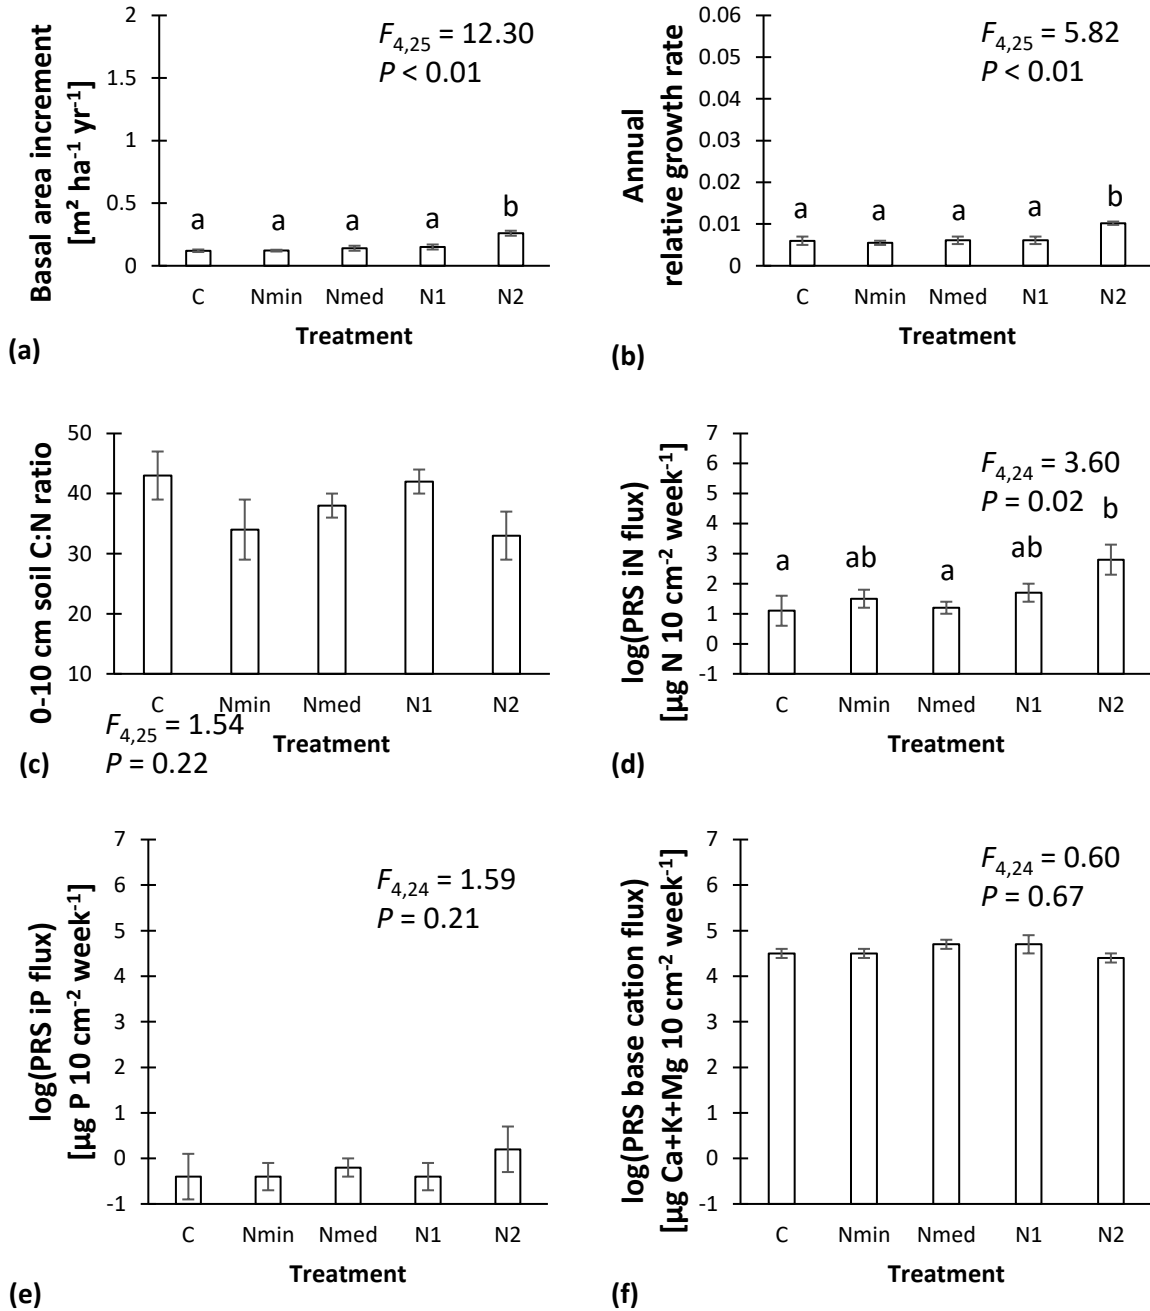 Basal area increment
[m² ha⁻¹ yr⁻¹]
2
1.5
1
0.5
0
F4,25 = 12.30
P < 0.01
a
a
a
a
b
C
Nmin
Nmed
N1
N2
Treatment
(a)
Annual
relative growth rate
0.06
0.05
0.04
0.03
0.02
0.01
0
F4,25 = 5.82
P < 0.01
a
a
a
a
b
C
Nmin
Nmed
N1
N2
Treatment
(b)
0-10 cm soil C:N ratio
50
40
30
20
10
C
Nmin
Nmed
N1
N2
F4,25 = 1.54
P = 0.22
Treatment
(c)
log(PRS iN flux)
[µg N 10 cm⁻² week⁻¹]
7
6
5
4
3
2
1
0
-1
F4,24 = 3.60
P = 0.02
a
ab
a
ab
b
C
Nmin
Nmed
N1
N2
Treatment
(d)
log(PRS iP flux)
[µg P 10 cm⁻² week⁻¹]
7
6
5
4
3
2
1
0
-1
F4,24 = 1.59
P = 0.21
C
Nmin
Nmed
N1
N2
Treatment
(e)
log(PRS base cation flux)
[µg Ca+K+Mg 10 cm⁻² week⁻¹]
7
6
5
4
3
2
1
0
-1
F4,24 = 0.60
P = 0.67
C
Nmin
Nmed
N1
N2
Treatment
(f)